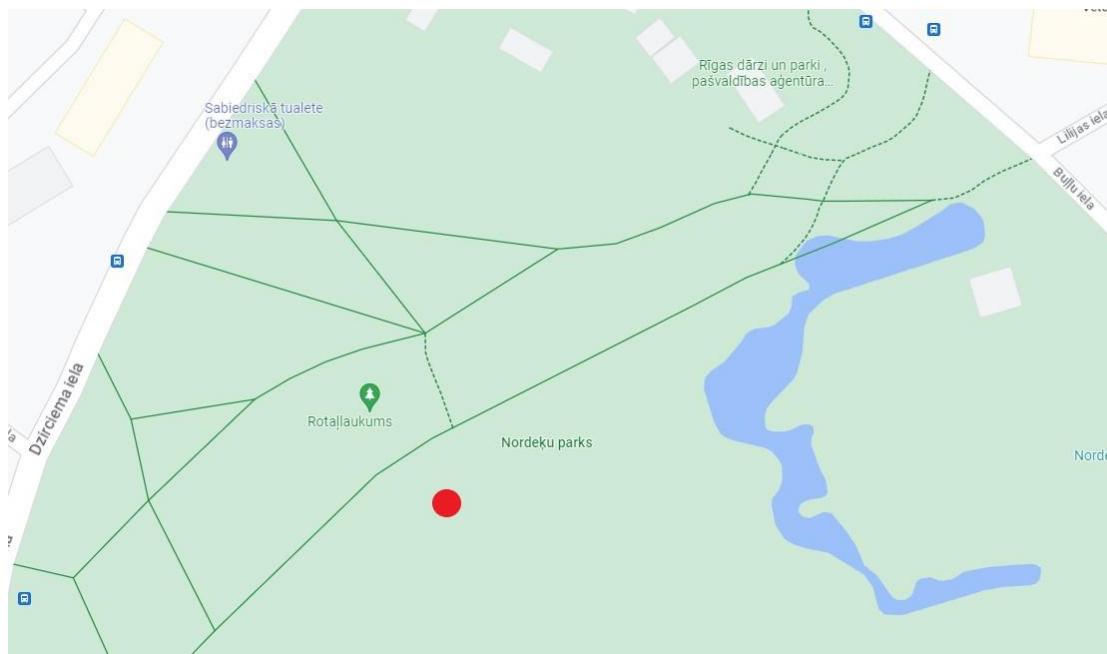 Rīgas dārzi un parki ,
pašvaldības aģentūra...
Sabiedriskā tualete
(bezmaksas)
Lilijas iela
Buļļu iela
Dzirciema iela
Rotaļlaukums
Nordeķu parks